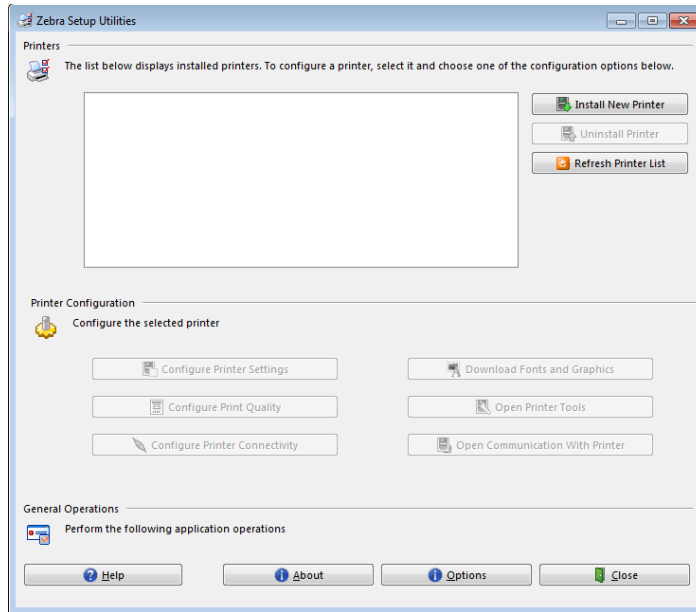 Zebra Setup Utilities
Printers
The list below displays installed printers. To configure a printer, select it and choose one of the configuration options below.
Install New Printer
Uninstall Printer
Refresh Printer List
Printer Configuration
Configure the selected printer
Configure Printer Settings
Download Fonts and Graphics
Configure Print Quality
Open Printer Tools
Configure Printer Connectivity
Open Communication With Printer
General Operations
Perform the following application operations
Help
About
Options
Close